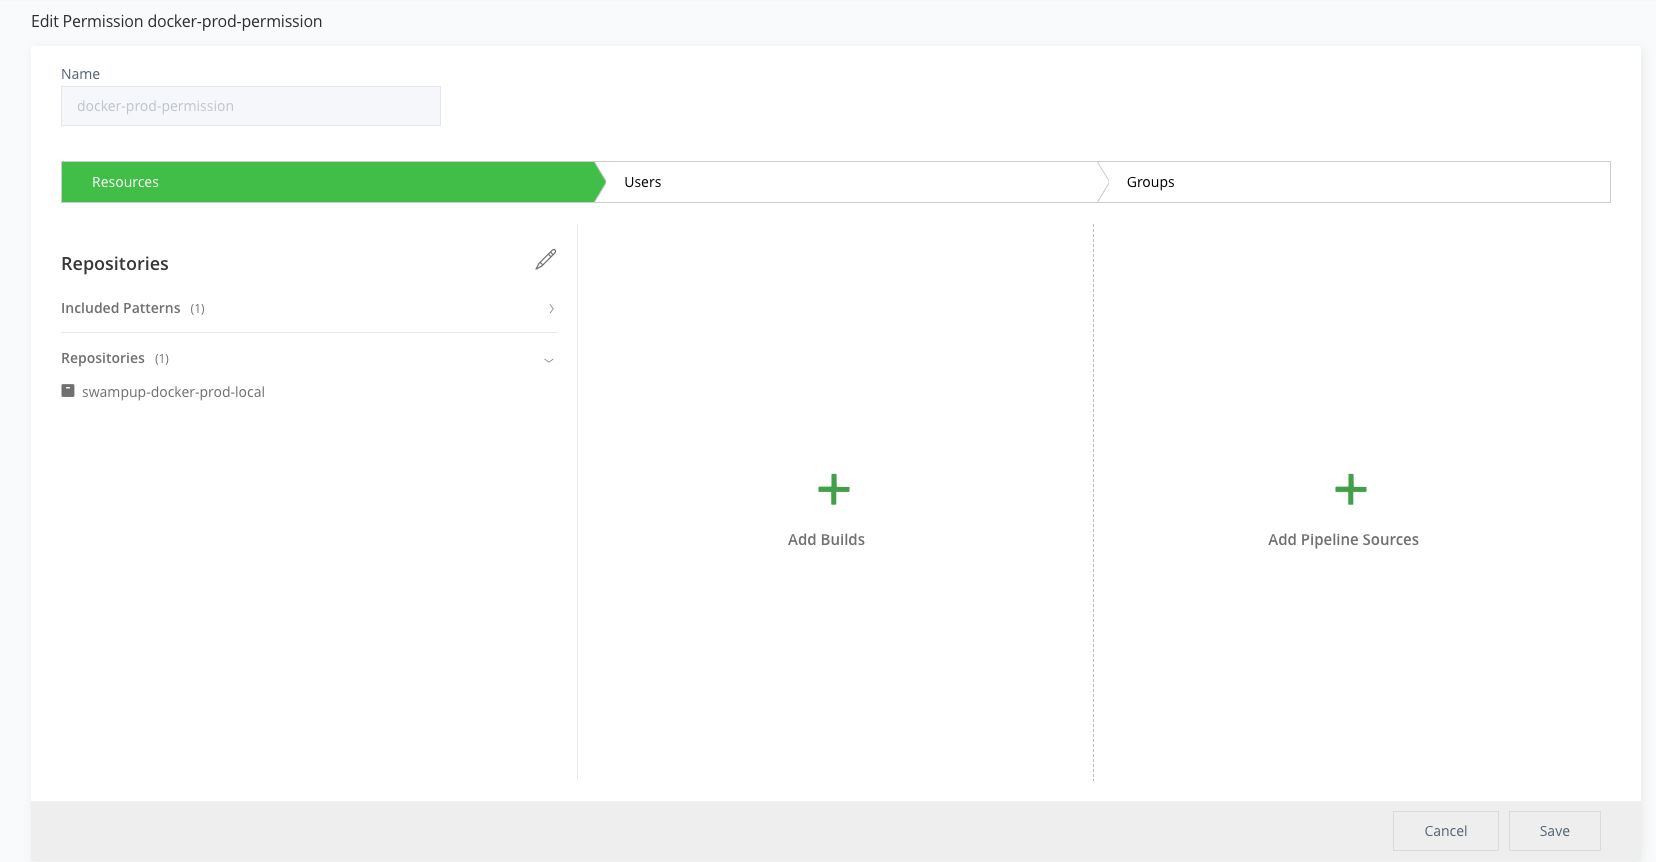 Edit Permission docker-prod-permission
Name
docker-prod-permission
Resources
Users
Groups
Repositories
Included Patterns (1)
Repositories (1)
swampup-docker-prod-local
Add Builds
Add Pipeline Sources
Cancel
Save